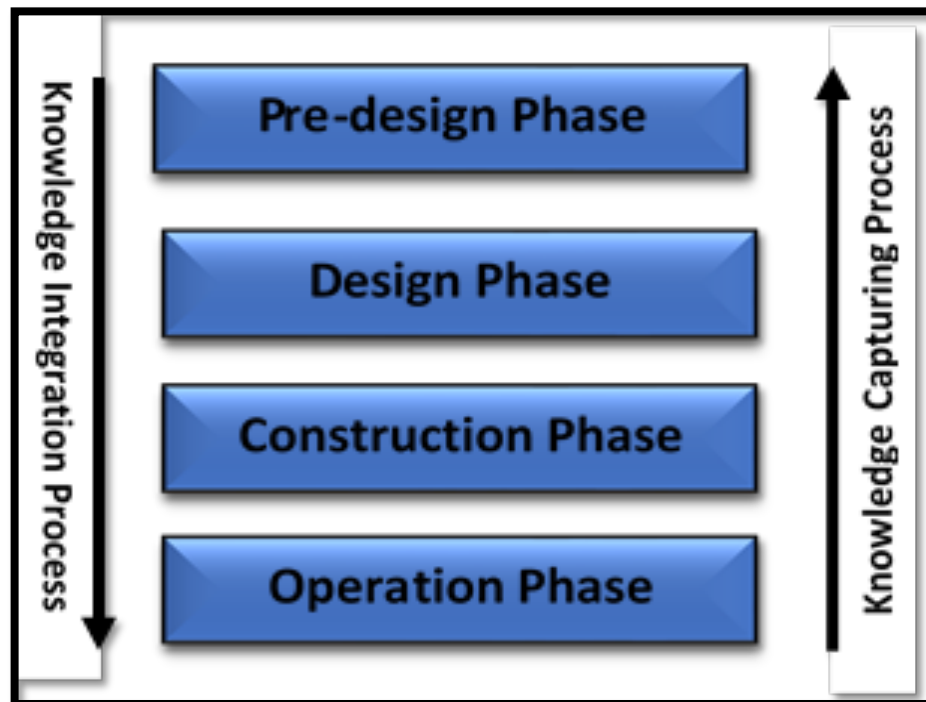 Knowledge Integration Process
Pre-design Phase
Design Phase
Construction Phase
Operation Phase
Knowledge Capturing Process